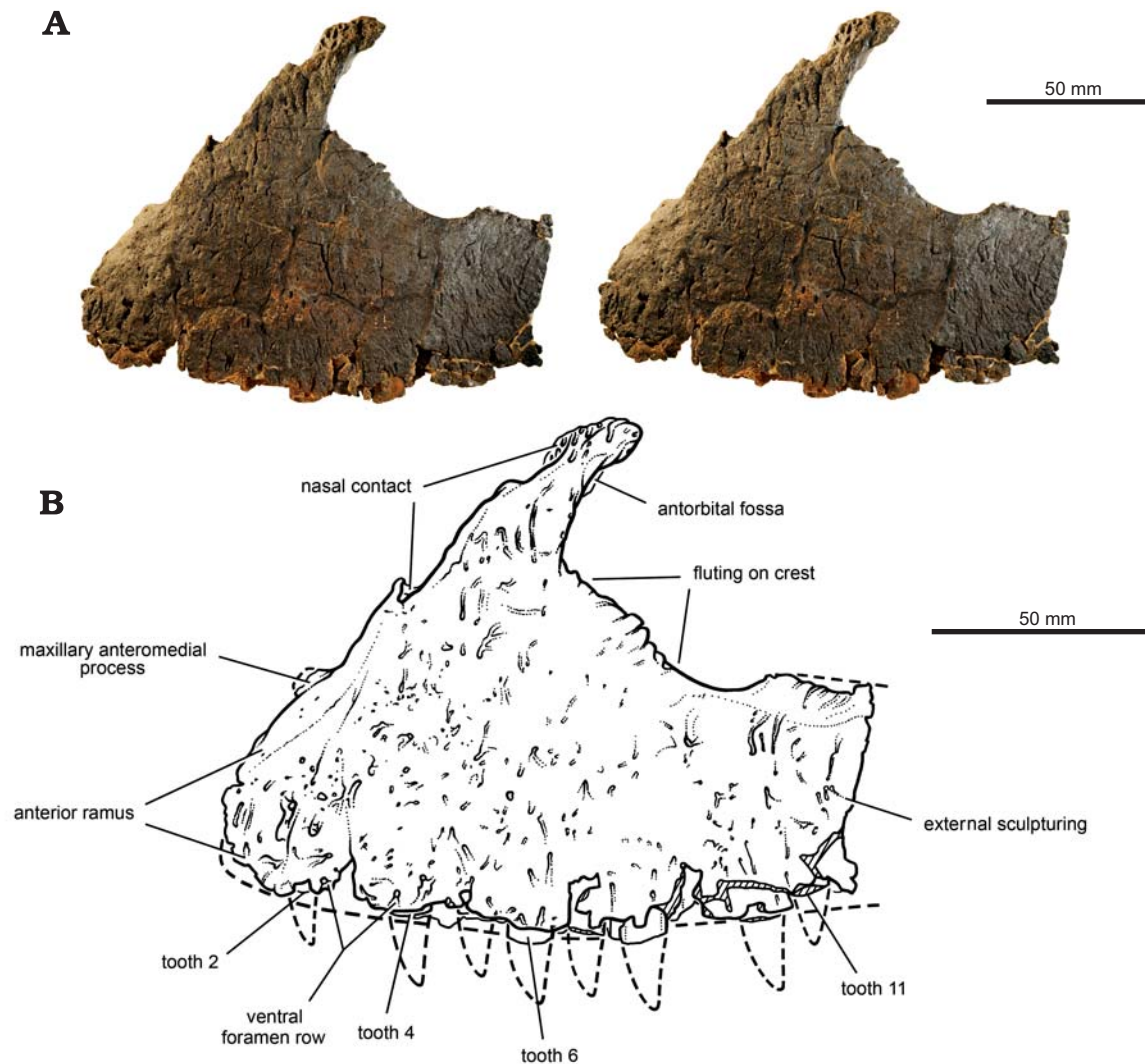 A
50 mm
B
nasal contact
antorbital fossa
fluting on crest
50 mm
maxillary anteromedial
process
anterior ramus
external sculpturing
tooth 2
ventral
foramen row
tooth 4
tooth 6
tooth 11